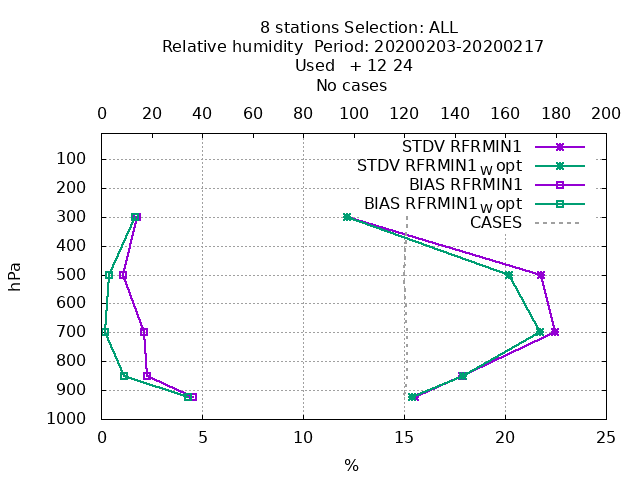 8 stations Selection: ALL
Relative humidity  Period: 20200203-20200217
Used   + 12 24
No cases
0 20 40 60 80 100 120 140 160 180 200
STDV RFRMIN1
STDV RFRMIN1w opt
BIAS RFRMIN1
BIAS RFRMIN1w opt
CASES
100
200
300
400
500
600
700
800
900
1000
hPa
0 5 10 15 20 25
%